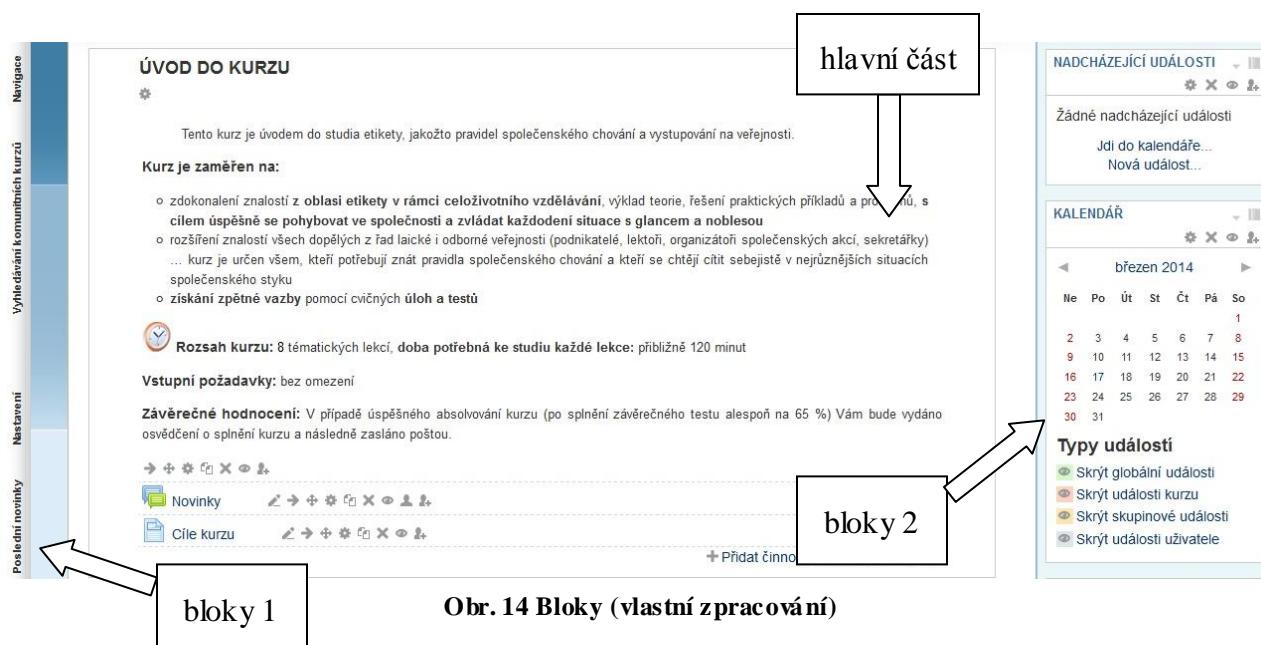 hlavní část
Navigace
Vyhledávání komunitních kurzů
Nastavení
Poslední novinky
ÚVOD DO KURZU
Tento kurz je úvodem do studia etikety, jakožto pravidel společenského chování a vystupování na veřejnosti.
Kurz je zaměřen na:
zdokonalení znalostí z oblasi etikety v rámci celoživotního vzdělávání, výklad teorie, řešení praktických příkladů a s
cílem úspěšně se pohybovat ve společnosti a zvládat každodení situace s glancem a noblesou
rozšíření znalostí všech dopělých z řad laické i odborné veřejnosti (podnikatelé, lektoři, organizátoři společenských akcí, sekretářky)
... kurz je určen všem, kteří potřebují znát pravidla společenského chování a kteří se chtějí cítit sebejistě v nejrůznějších situacích
společenského styku
získání zpětné vazby pomocí cvičných úloh a testů
Rozsah kurzu: 8 tématických lekcí, doba potřebná ke studiu každé lekce: přibližně 120 minut
Vstupní požadavky: bez omezení
Závěrečné hodnocení: V případě úspěšného absolvování kurzu (po splnění závěrečného testu alespoň na 65 %) Vám bude vydáno
osvědčení o splnění kurzu a následně zasláno poštou.
Novinky
Cíle kurzu
+ Přidat činno
NADCHÁZEJÍCÍ UDÁLOSTI
Žádné nadcházející události
Jdi do kalendáře...
Nová událost...
KALENDÁŘ
březen 2014
Ne Po Út St Čt Pá So
1
2 3 4 5 6 7 8
9 10 11 12 13 14 15
16 17 18 19 20 21 22
23 24 25 26 27 28 29
30 31
Typy událostí
Skrýt globální události
Skrýt události kurzu
Skrýt skupinové události
Skrýt události uživatele
bloky 2
bloky 1
Obr. 14 Bloky (vlastní zpracování)